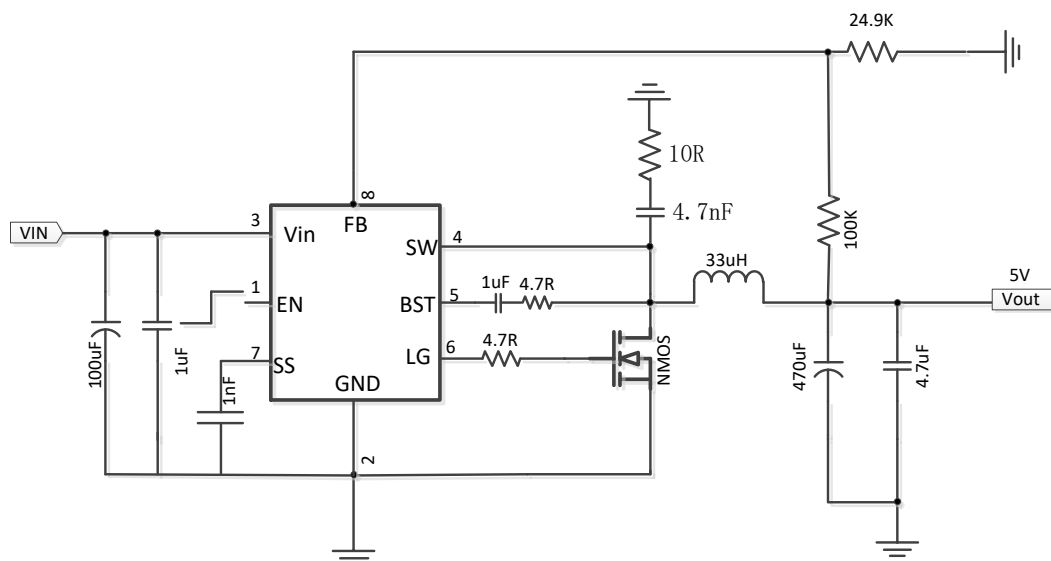 24.9K
10R
8
4.7nF
VIN
3
Vin
FB
SW
4
100K
33uH
5V
Vout
1
EN
BST
5
1uF
4.7R
100uF
1uF
7
SS
LG
6
4.7R
NMOS
470uF
4.7uF
1nF
GND
2